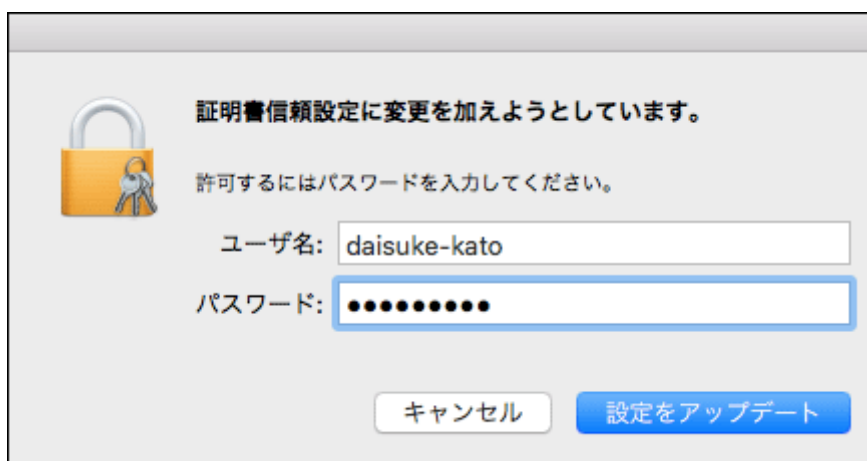 証明書信頼設定に変更を加えようとしています。
許可するにはパスワードを入力してください。
ユーザ名: daisuke-kato
パスワード: ●●●●●●●●●
キャンセル 設定をアップデート